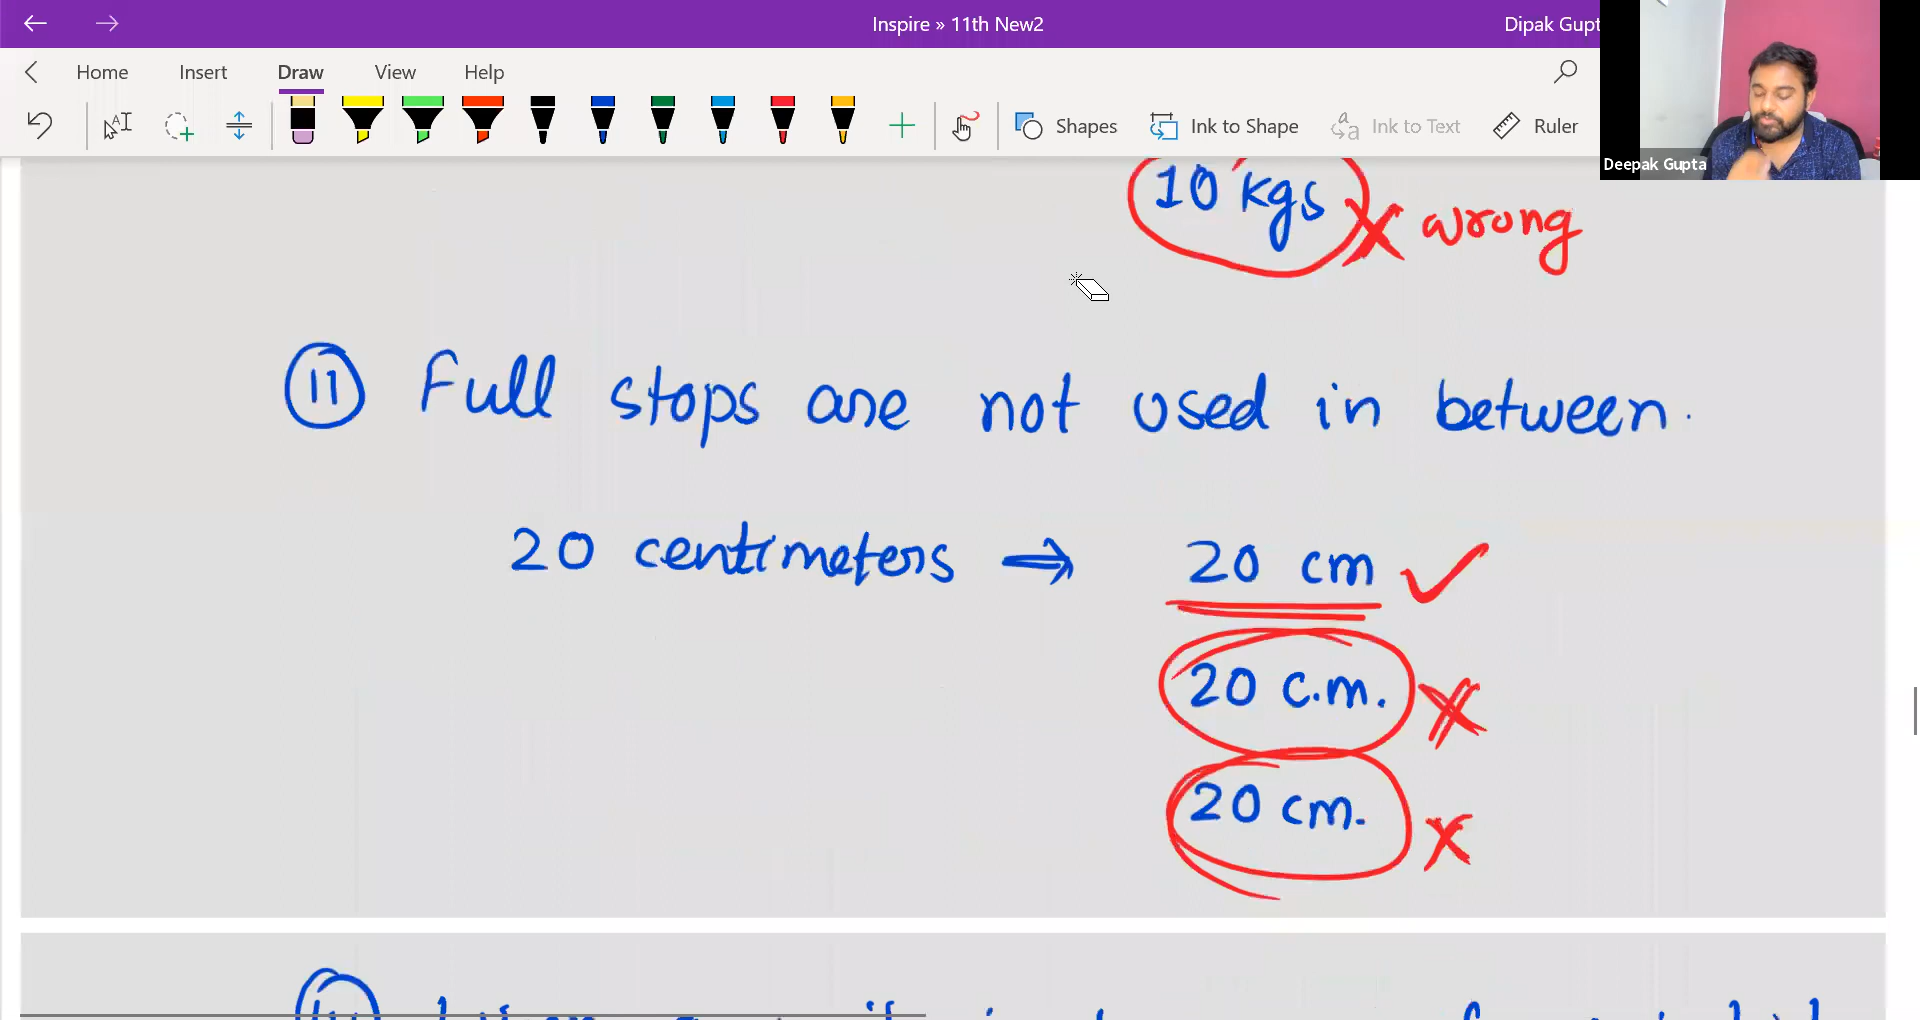 Inspire » 11th New2
Dipak Gupt
Home Insert Draw View Help
Shapes Ink to Shape Ink to Text Ruler
Deepak Gupta
10 kgs X wrong
11 Full stops are not used in between.
20 centimeters ⇒ 20 cm ✓
20 c.m. X
20 cm. X